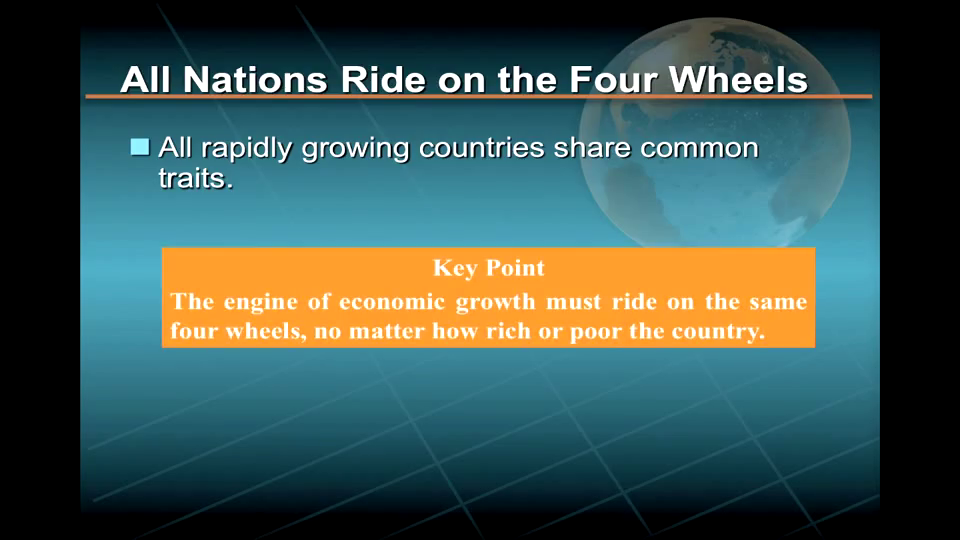 All Nations Ride on the Four Wheels
All rapidly growing countries share common
traits.
Key Point
The engine of economic growth must ride on the same
four wheels, no matter how rich or poor the country.